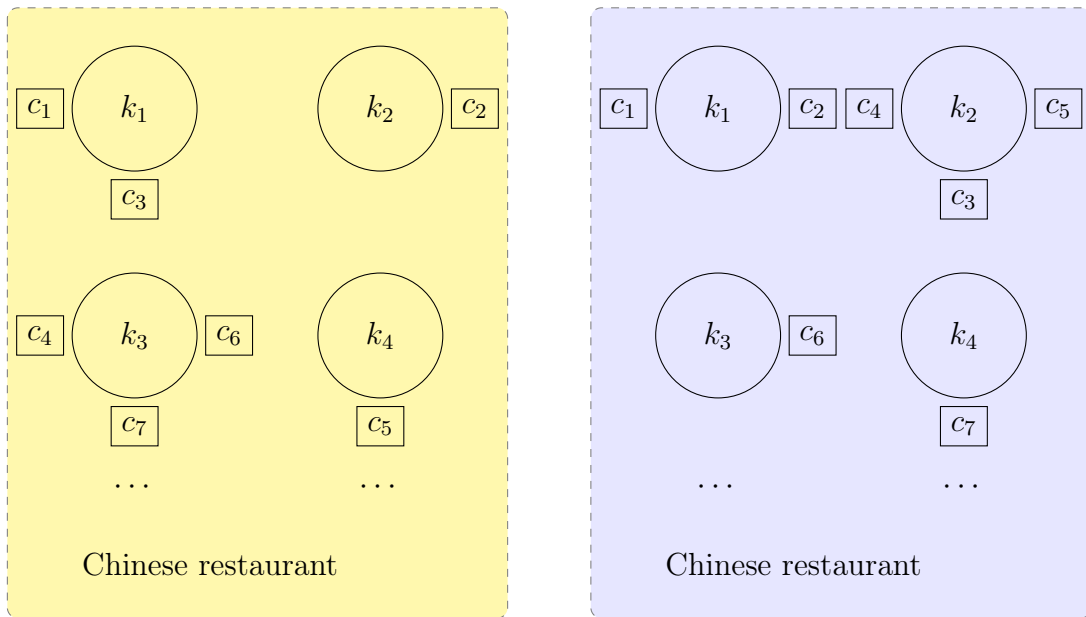 c₁ k₁ k₂ c₂
c₃
c₄ k₃ c₆ k₄
c₇ c₅
... ...
Chinese restaurant
c₁ k₁ c₂ c₄ k₂ c₅
c₃
k₃ c₆ k₄
c₇
... ...
Chinese restaurant